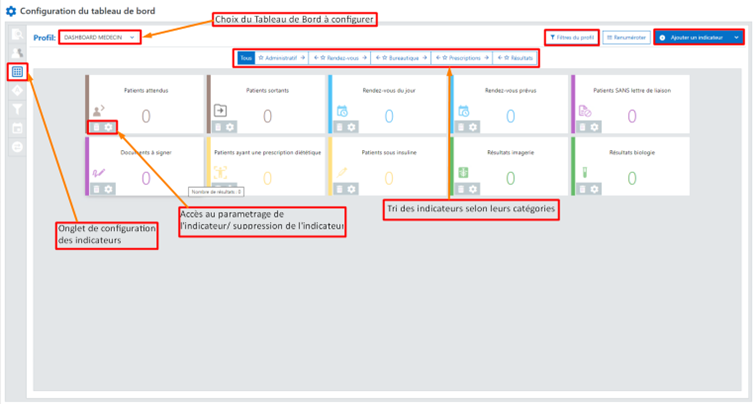 Configuration du tableau de bord
Choix du Tableau de Bord à configurer
Profil: DASHBOARD MEDECIN
Filtres du profil
Renuméroter
Ajouter un indicateur
Tous
Administratif
Rendez-vous
Bureautique
Prescriptions
Résultats
Patients attendus
0
Patients sortants
0
Rendez-vous du jour
0
Rendez-vous prévus
0
Patients SANS lettre de liaison
0
Documents à signer
0
Patients ayant une prescription diététique
0
Patients sous insuline
0
Résultats imagerie
0
Résultats biologie
0
Nombre de résultats : 0
Onglet de configuration
des indicateurs
Accès au parametrage de
l'indicateur/ suppression de l'indicateur
Tri des indicateurs selon leurs catégories